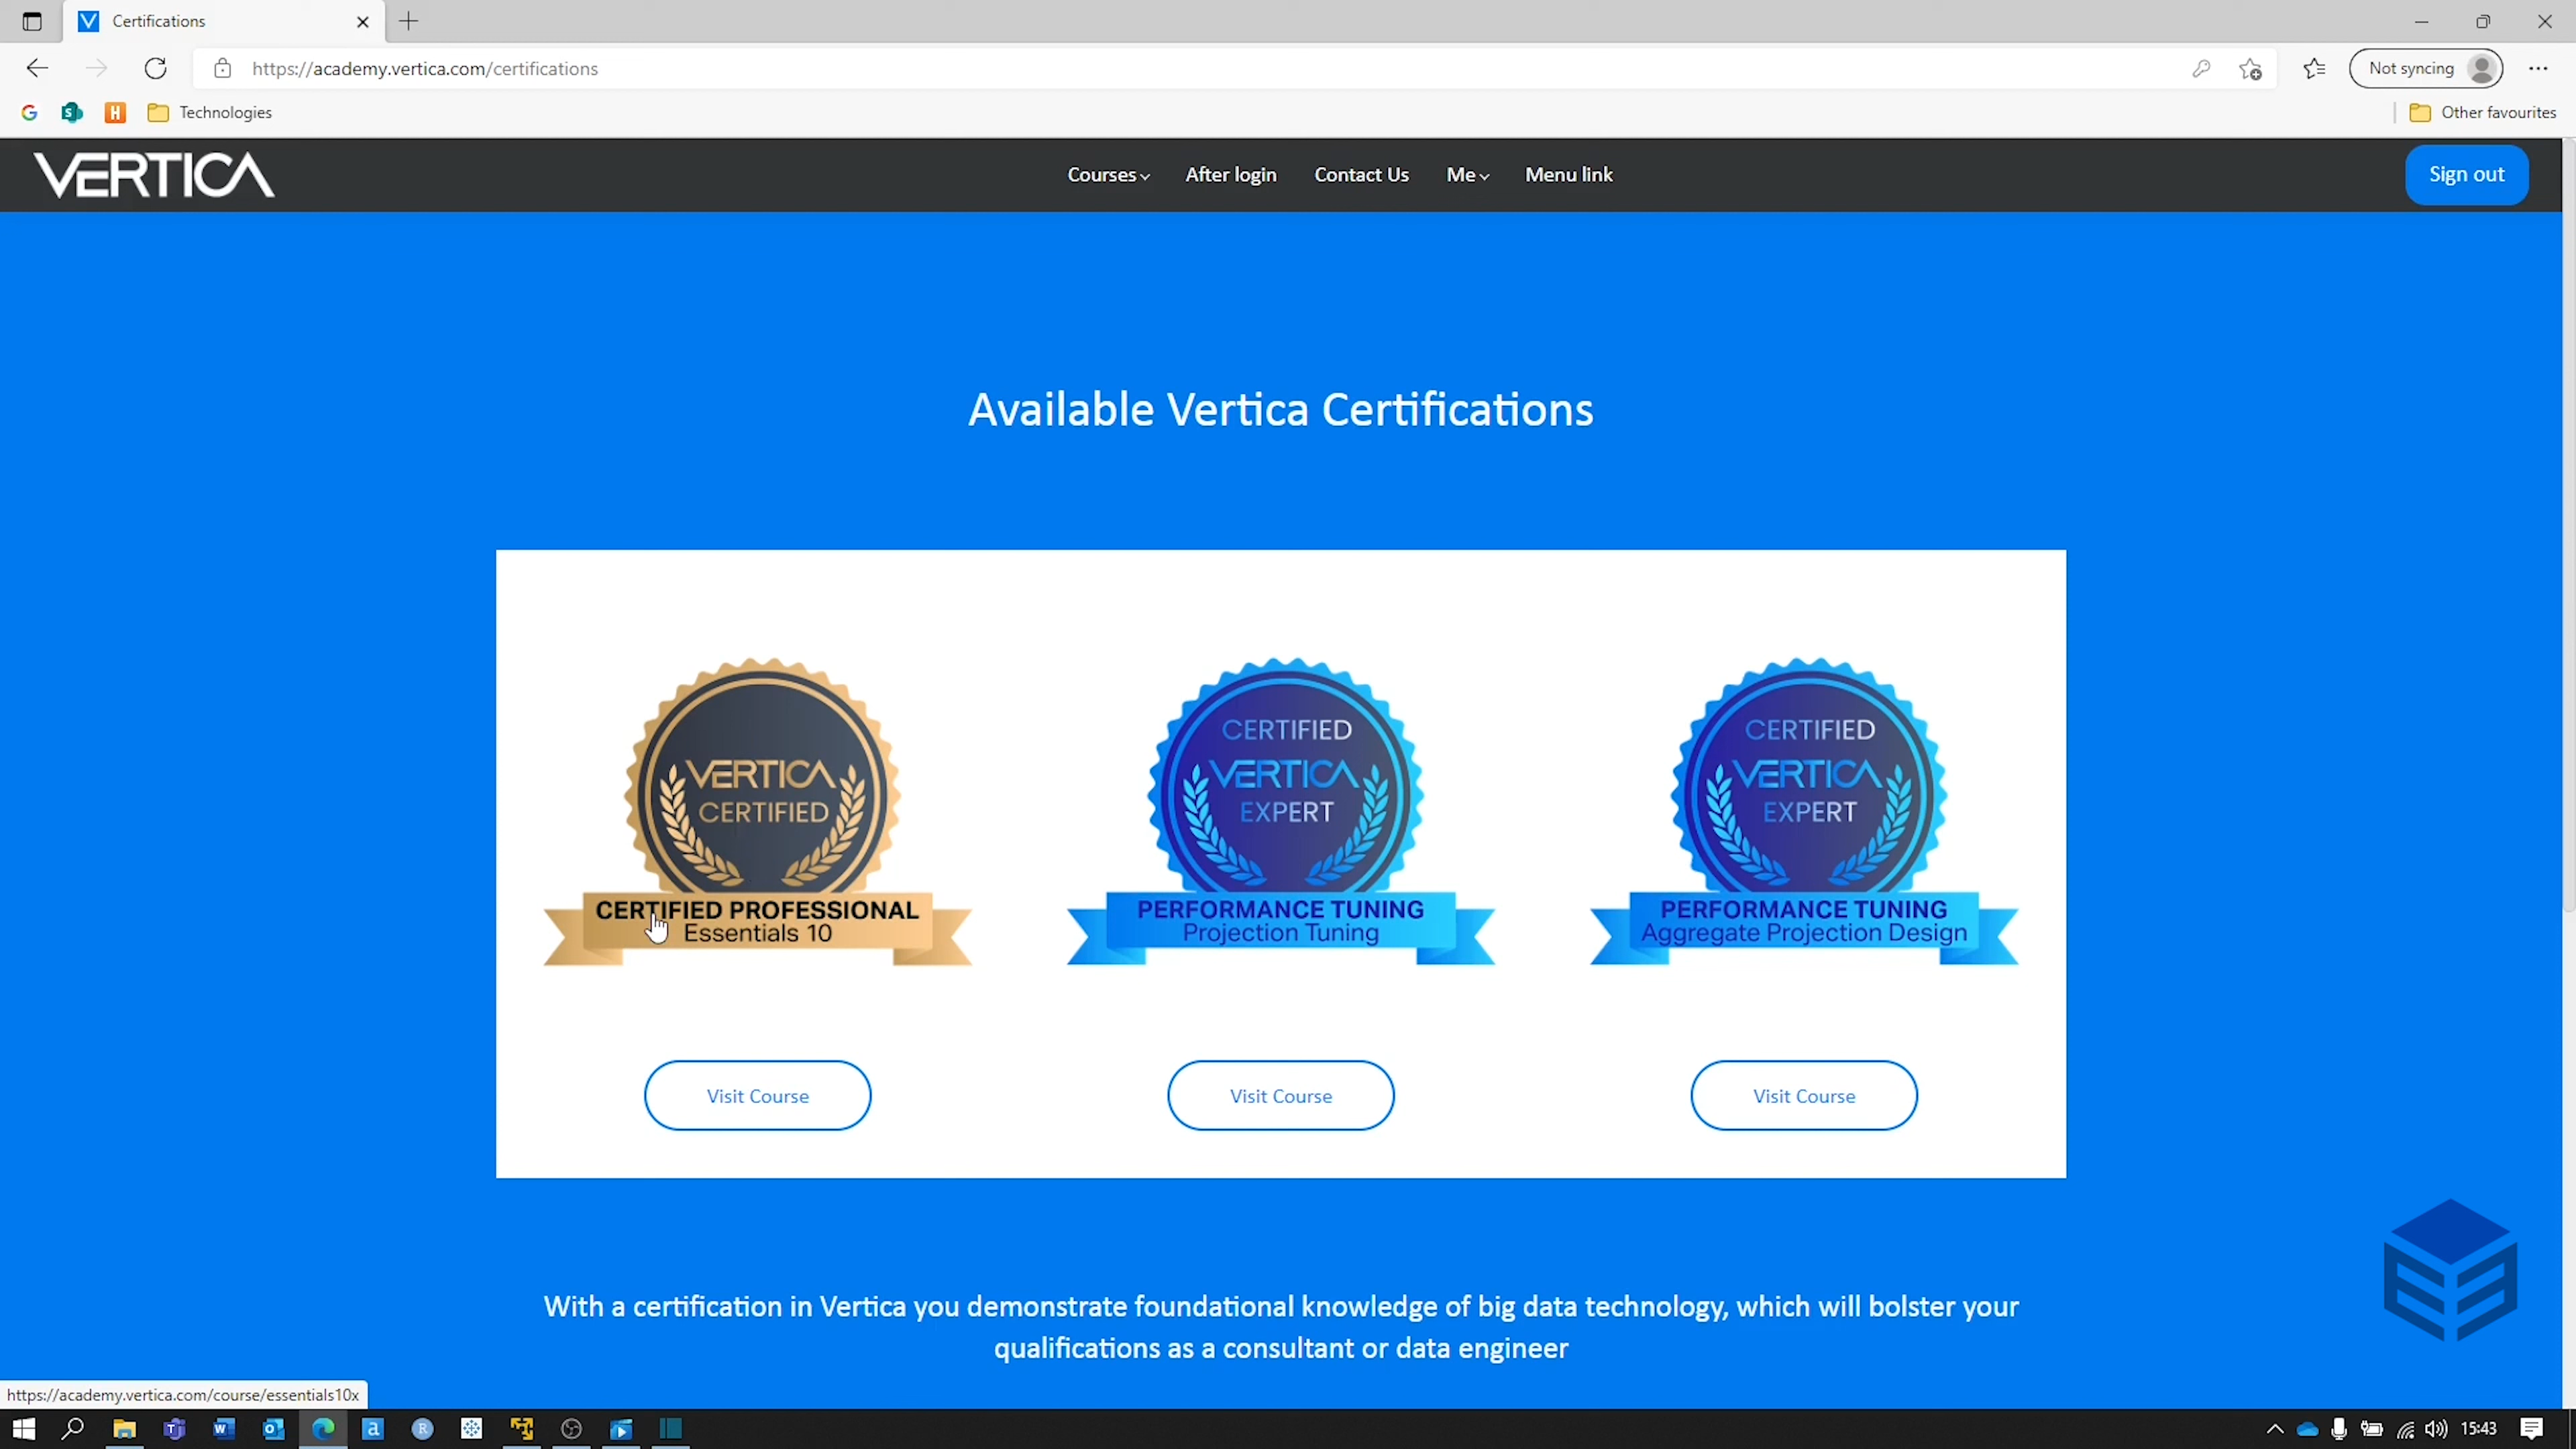 Certifications
https://academy.vertica.com/certifications
Not syncing
Technologies
Other favourites
VERTICA
Courses
After login
Contact Us
Me
Menu link
Sign out
Available Vertica Certifications
VERTICA
CERTIFIED
CERTIFIED PROFESSIONAL
Essentials 10
CERTIFIED
VERTICA
EXPERT
PERFORMANCE TUNING
Projection Tuning
CERTIFIED
VERTICA
EXPERT
PERFORMANCE TUNING
Aggregate Projection Design
Visit Course
Visit Course
Visit Course
With a certification in Vertica you demonstrate foundational knowledge of big data technology, which will bolster your
qualifications as a consultant or data engineer
https://academy.vertica.com/course/essentials10x
15:43